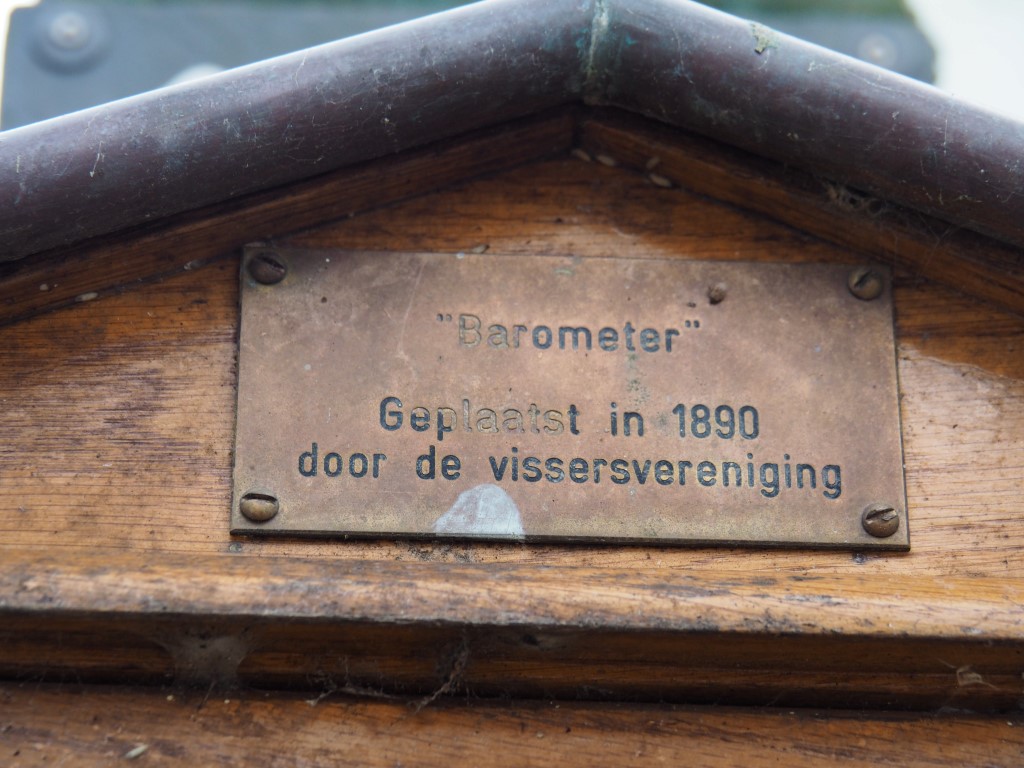 "Barometer"
Geplaatst in 1890
door de vissersvereniging